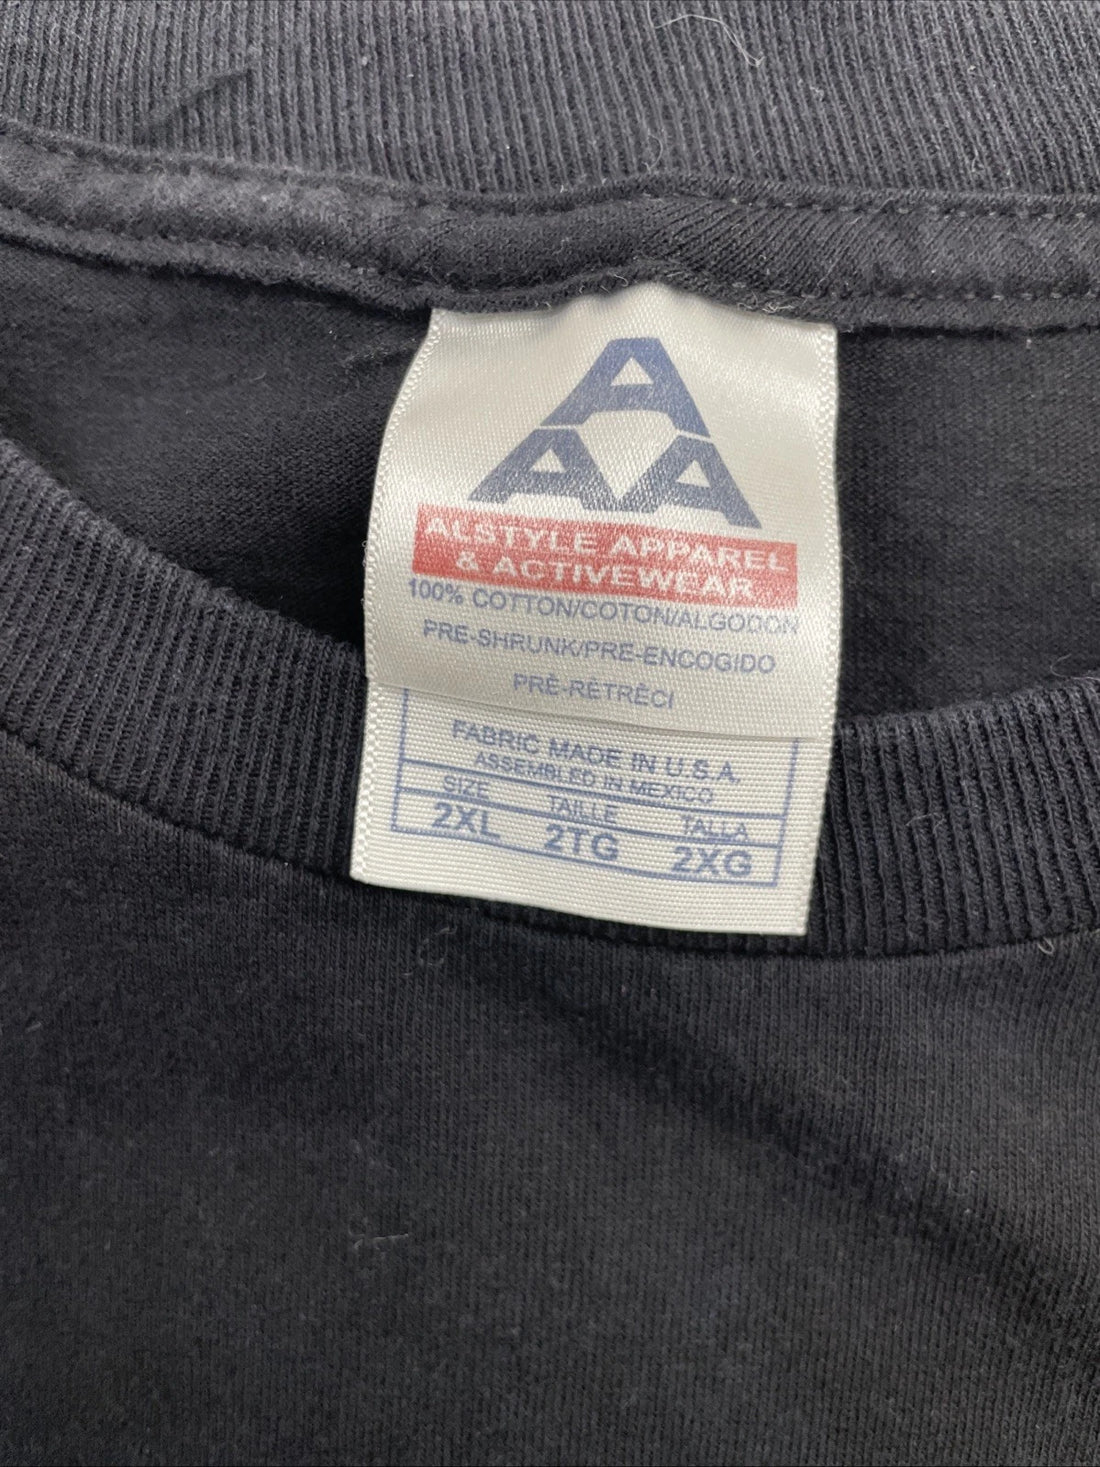 A
AA
ALSTYLE APPAREL
& ACTIVEWEAR
100% COTTON/COTON/ALGODON
PRE-SHRUNK/PRE-ENCOGIDO
PRÉ-RÉTRÉCI
FABRIC MADE IN U.S.A.
ASSEMBLED IN MEXICO
SIZE TAILLE TALLA
2XL 2TG 2XG